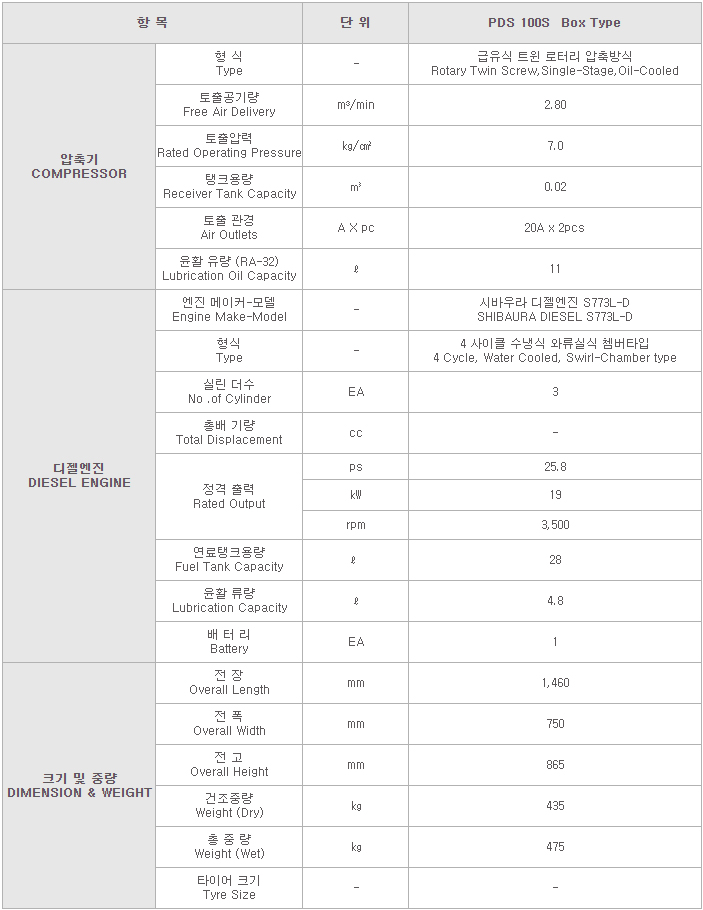 항 목 단 위 PDS 100S Box Type
압축기
COMPRESSOR
형 식
Type
-
급유식 트윈 로터리 압축방식
Rotary Twin Screw,Single-Stage,Oil-Cooled
토출공기량
Free Air Delivery
m³/min
2.80
토출압력
Rated Operating Pressure
㎏/㎠
7.0
탱크용량
Receiver Tank Capacity
㎥
0.02
토출 관경
Air Outlets
A X pc
20A x 2pcs
윤활 유량 (RA-32)
Lubrication Oil Capacity
ℓ
11
디젤엔진
DIESEL ENGINE
엔진 메이커-모델
Engine Make-Model
-
시바우라 디젤엔진 S773L-D
SHIBAURA DIESEL S773L-D
형식
Type
-
4 사이클 수냉식 와류실식 쳄버타입
4 Cycle, Water Cooled, Swirl-Chamber type
실린 더수
No .of Cylinder
EA
3
총배 기량
Total Displacement
cc
-
정격 출력
Rated Output
ps
25.8
㎾
19
rpm
3,500
연료탱크용량
Fuel Tank Capacity
ℓ
28
윤활 류량
Lubrication Capacity
ℓ
4.8
배 터 리
Battery
EA
1
크기 및 중량
DIMENSION & WEIGHT
전 장
Overall Length
mm
1,460
전 폭
Overall Width
mm
750
전 고
Overall Height
mm
865
건조중량
Weight (Dry)
㎏
435
총 중 량
Weight (Wet)
㎏
475
타이어 크기
Tyre Size
-
-